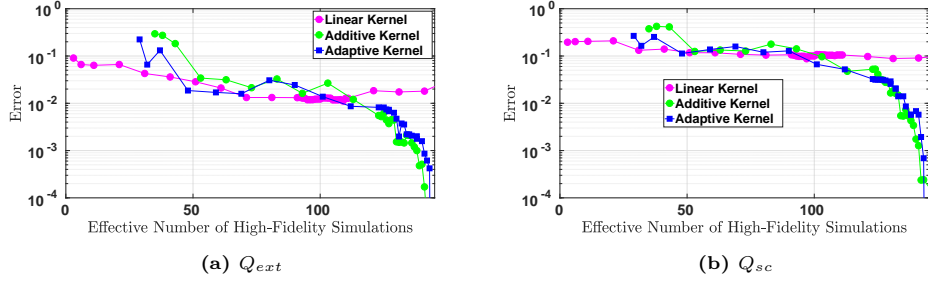 10^0
10^-1
10^-2
10^-3
10^-4
Error
Linear Kernel
Additive Kernel
Adaptive Kernel
0 50 100
Effective Number of High-Fidelity Simulations
(a) Q_ext
10^0
10^-1
10^-2
10^-3
10^-4
Error
Linear Kernel
Additive Kernel
Adaptive Kernel
0 50 100
Effective Number of High-Fidelity Simulations
(b) Q_sc